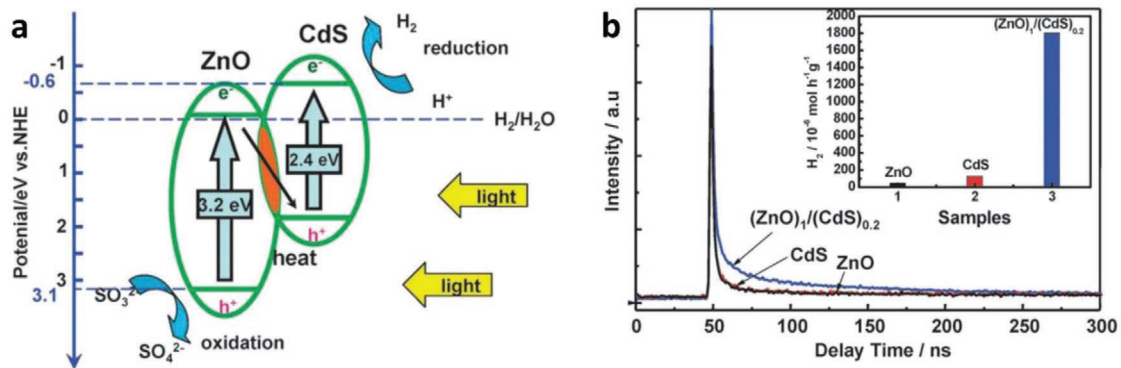 a
ZnO
CdS
H₂
reduction
e⁻
e⁻
H⁺
H₂/H₂O
-1
-0.6
0
1
2
3
3.1
Potenial/eV vs.NHE
3.2 eV
2.4 eV
light
light
h⁺
h⁺
heat
SO₃²⁻
SO₄²⁻
oxidation
b
Intensity / a.u
H₂ / 10⁻⁶ mol h⁻¹g⁻¹
2000
1800
1600
1400
1200
1000
800
600
400
200
0
ZnO
CdS
(ZnO)₁/(CdS)₀.₂
1
2
3
Samples
(ZnO)₁/(CdS)₀.₂
CdS
ZnO
0
50
100
150
200
250
300
Delay Time / ns